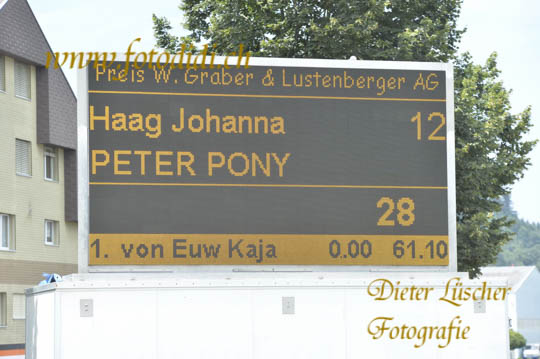 www.fotodidi.ch
Preis W. Graber & Lustenberger AG
Haag Johanna 12
PETER PONY
28
1. von Euw Kaja 0.00 61.10
Dieter Lüscher
Fotografie